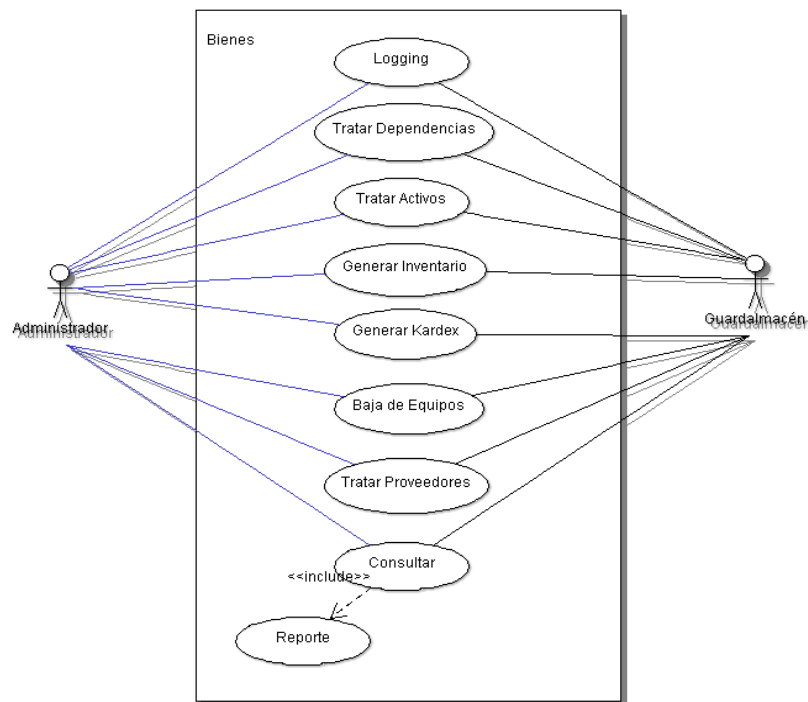 Bienes
Logging
Tratar Dependencias
Tratar Activos
Generar Inventario
Administrador
Guardalmacén
Generar Kardex
Baja de Equipos
Tratar Proveedores
Consultar
<<include>>
Reporte